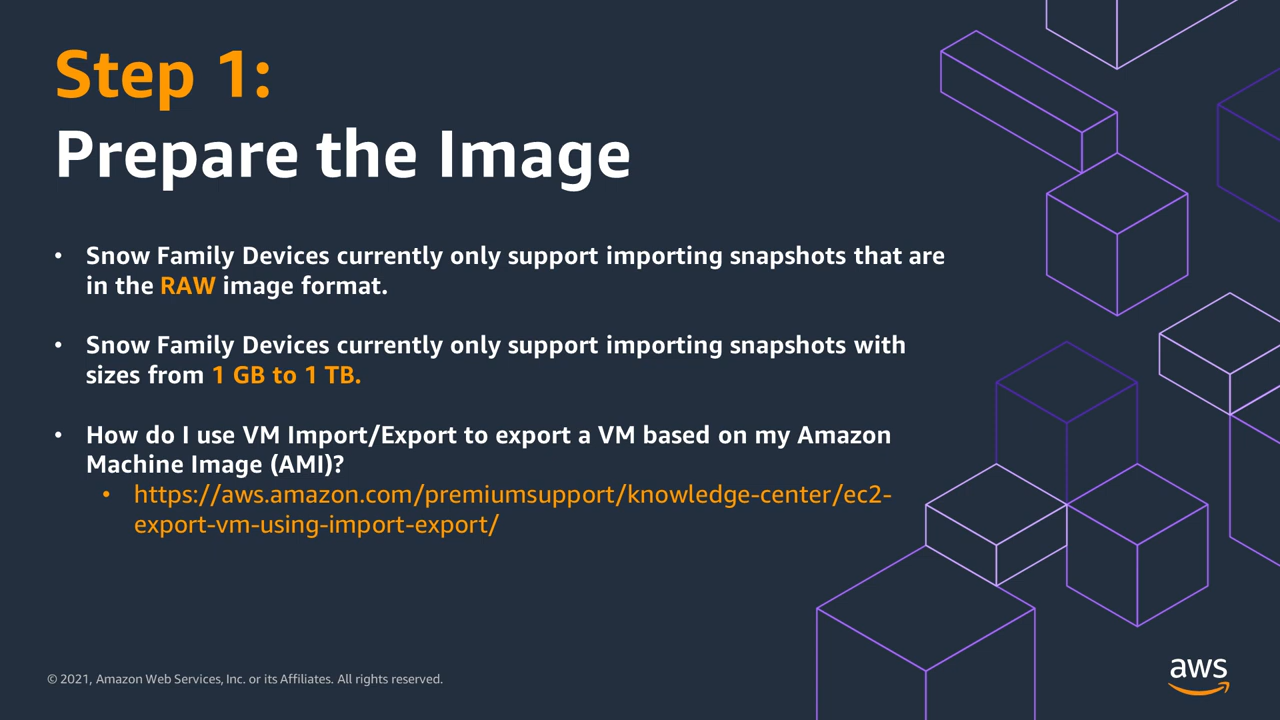 Step 1:
Prepare the Image
• Snow Family Devices currently only support importing snapshots that are
in the RAW image format.
• Snow Family Devices currently only support importing snapshots with
sizes from 1 GB to 1 TB.
• How do I use VM Import/Export to export a VM based on my Amazon
Machine Image (AMI)?
• https://aws.amazon.com/premiumsupport/knowledge-center/ec2-
export-vm-using-import-export/
© 2021, Amazon Web Services, Inc. or its Affiliates. All rights reserved.
aws